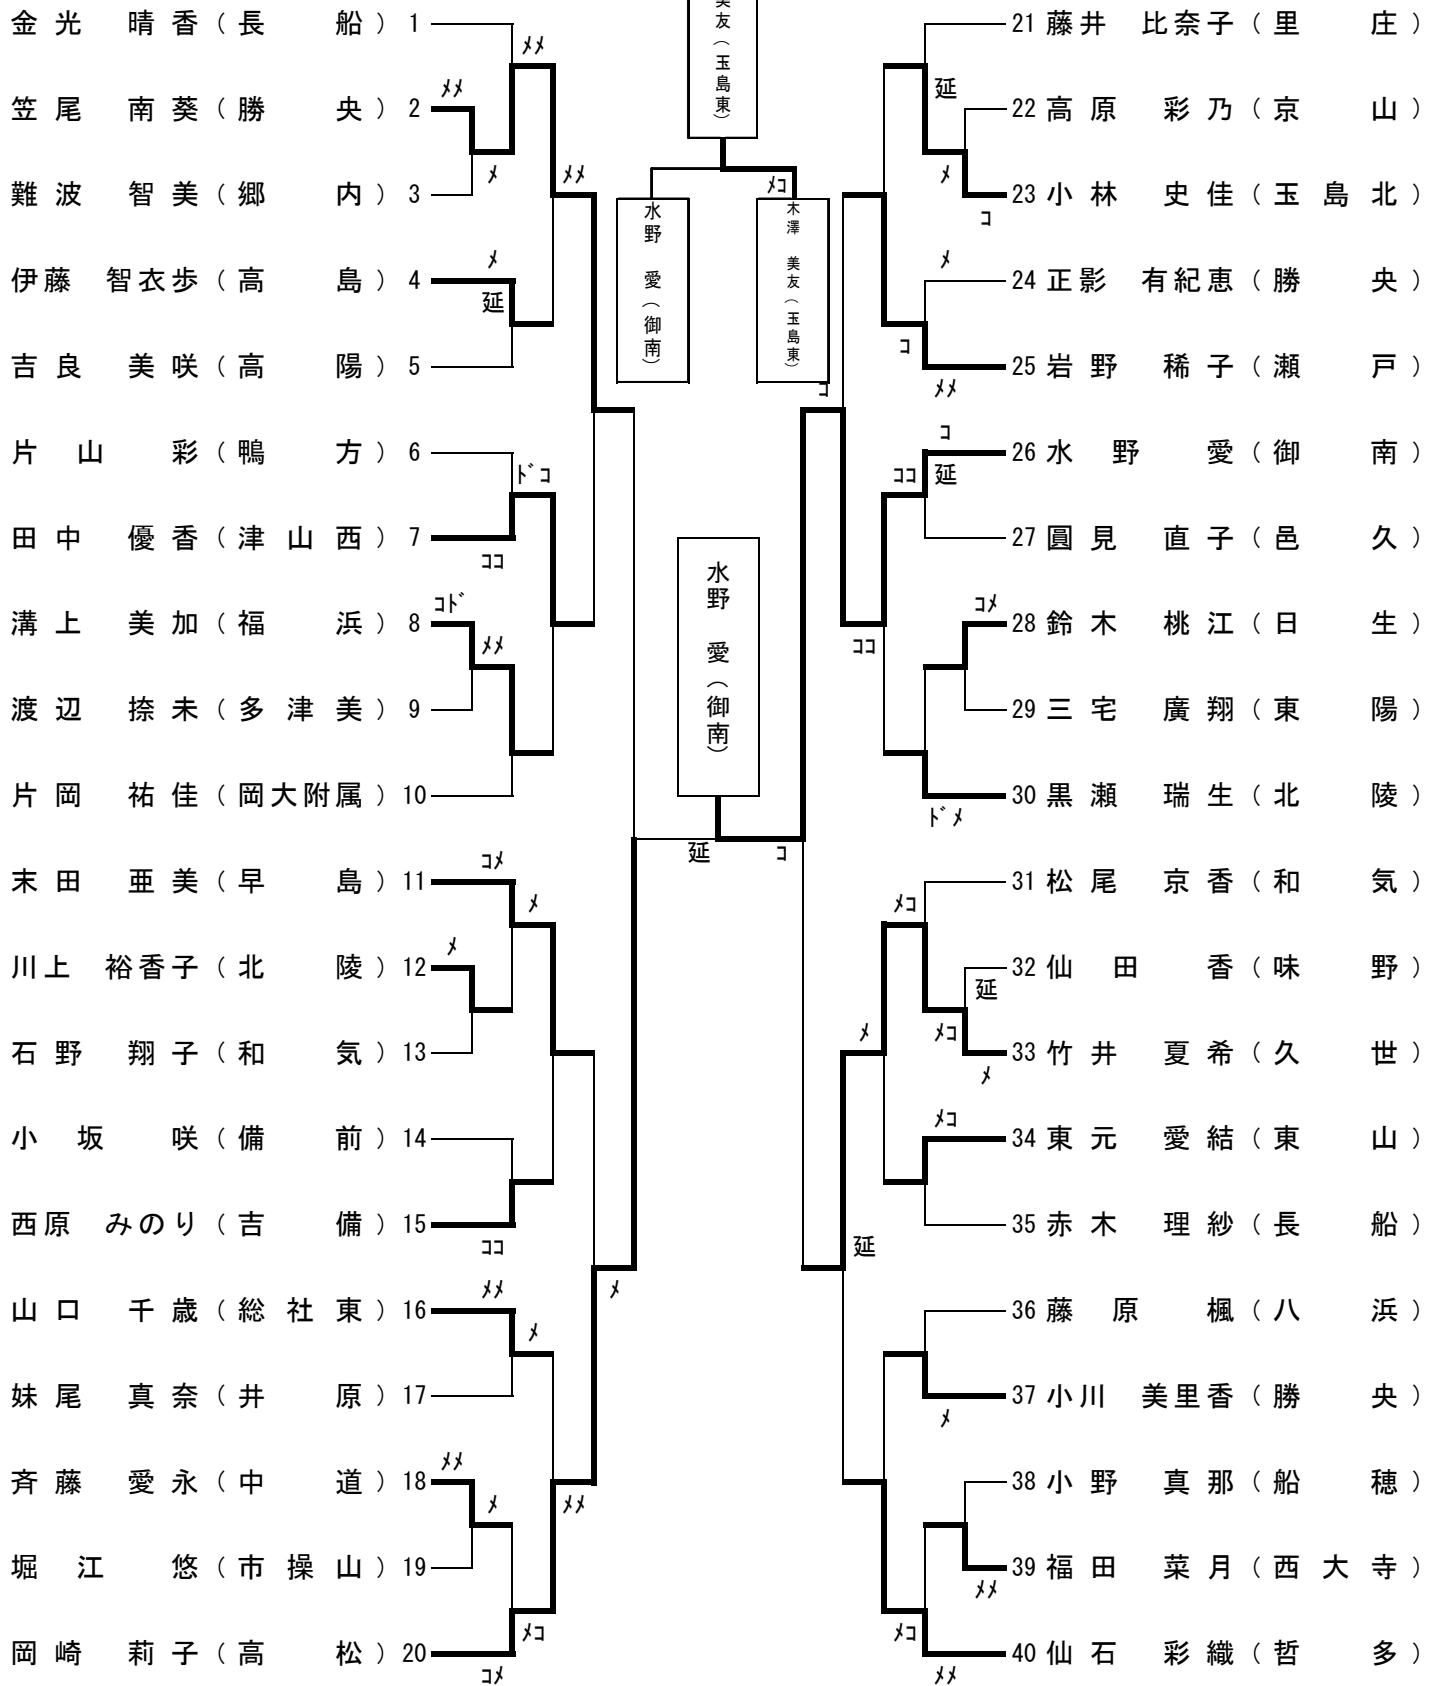 金光 晴香(長船) 1
メメ
笠尾 南葵(勝央) 2
メメ
メ
難波 智美(郷内) 3
メメ
伊藤 智衣歩(高島) 4
メ
延
吉良 美咲(高陽) 5
片山 彩(鴨方) 6
ドコ
田中 優香(津山西) 7
ココ
溝上 美加(福浜) 8
コド
メメ
渡辺 捺未(多津美) 9
片岡 祐佳(岡大附属) 10
末田 亜美(早島) 11
コメ
メ
川上 裕香子(北陵) 12
メ
石野 翔子(和気) 13
小坂 咲(備前) 14
西原 みのり(吉備) 15
ココ
山口 千歳(総社東) 16
メメ
メ
メ
妹尾 真奈(井原) 17
斉藤 愛永(中道) 18
メメ
メ
メメ
堀江 悠(市操山) 19
岡崎 莉子(高松) 20
メコ
コメ
美友(玉島東)
メコ
水野 愛(御南)
木澤 美友(玉島東)
水野 愛(御南)
延 コ
21 藤井 比奈子(里庄)
延
22 高原 彩乃(京山)
メ
23 小林 史佳(玉島北)
コ
24 正影 有紀恵(勝央)
メ
コ
25 岩野 稀子(瀬戸)
メメ
コ
26 水野 愛(御南)
コ
ココ 延
27 圓見 直子(邑久)
28 鈴木 桃江(日生)
コメ
ココ
29 三宅 廣翔(東陽)
30 黒瀬 瑞生(北陵)
ドメ
31 松尾 京香(和気)
メコ
32 仙田 香(味野)
延
メ
メコ
33 竹井 夏希(久世)
メ
34 東元 愛結(東山)
メコ
35 赤木 理紗(長船)
延
36 藤原 楓(八浜)
37 小川 美里香(勝央)
メ
38 小野 真那(船穂)
39 福田 菜月(西大寺)
メメ
40 仙石 彩織(哲多)
メコ
メメ